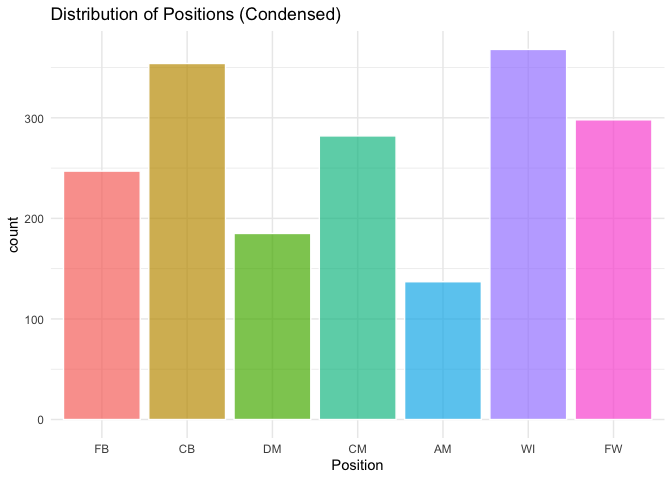 Distribution of Positions (Condensed)
count
300
200
100
0
FB CB DM CM AM WI FW
Position